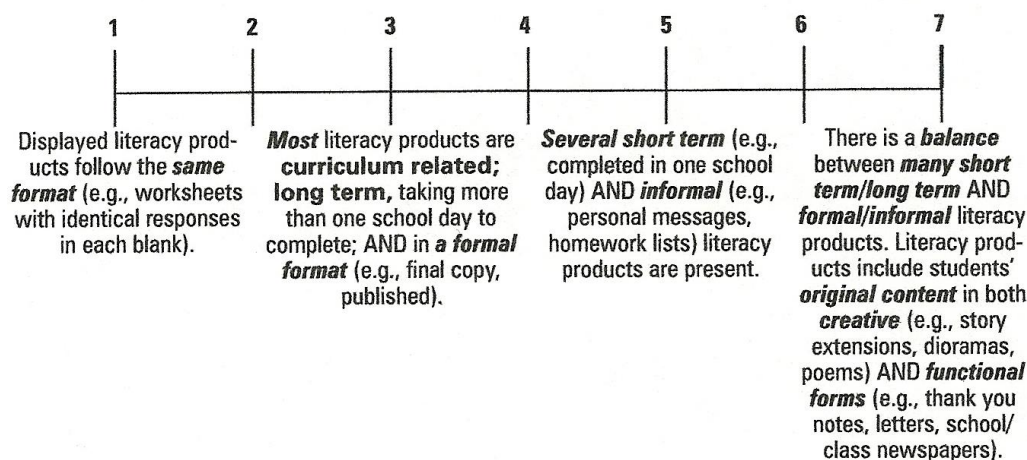 1 2 3 4 5 6 7
Displayed literacy prod-
ucts follow the same
format (e.g., worksheets
with identical responses
in each blank).
Most literacy products are
curriculum related;
long term, taking more
than one school day to
complete; AND in a formal
format (e.g., final copy,
published).
Several short term (e.g.,
completed in one school
day) AND informal (e.g.,
personal messages,
homework lists) literacy
products are present.
There is a balance
between many short
term/long term AND
formal/informal literacy
products. Literacy prod-
ucts include students'
original content in both
creative (e.g., story
extensions, dioramas,
poems) AND functional
forms (e.g., thank you
notes, letters, school/
class newspapers).